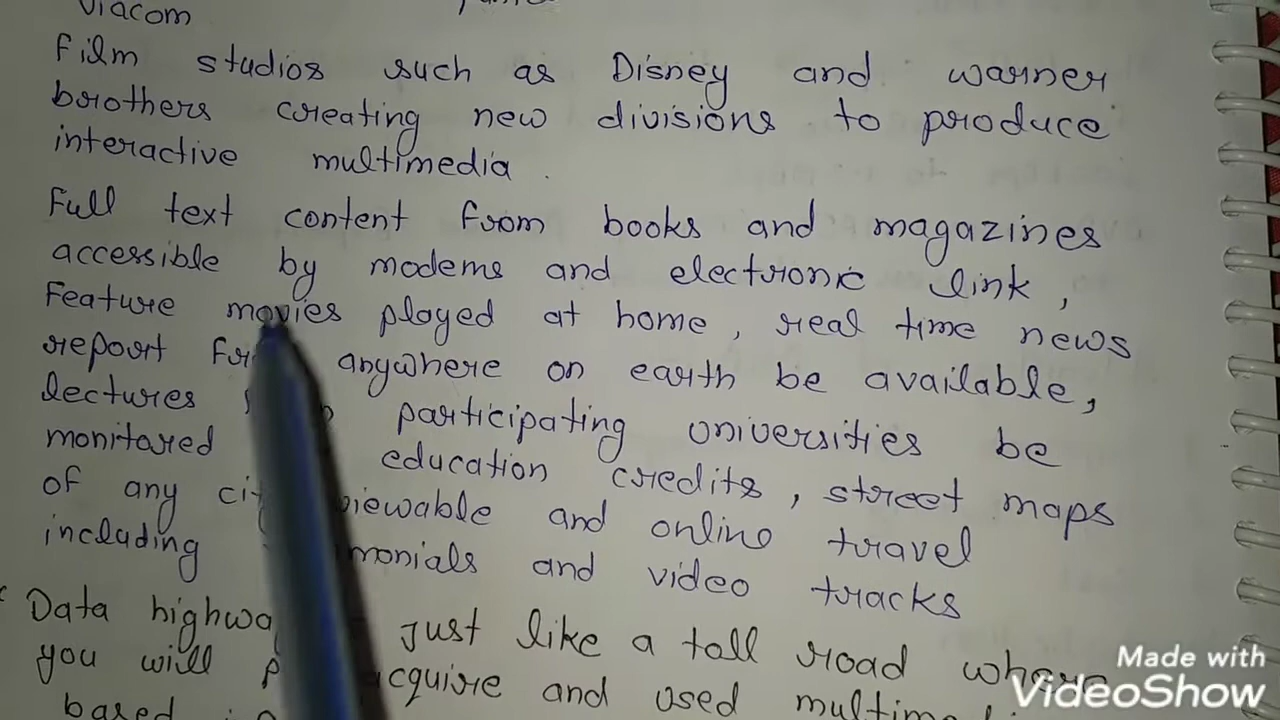 viacom
Film studios such as Disney and warner
brothers creating new divisions to produce
interactive multimedia.
Full text content from books and magazines
accessible by modems and electronic link,
Feature movies played at home, real time news
report anywhere on earth be available,
lectures participating universities be
monitored education credits, street maps
of any viewable and online travel
including and video tracks
Data just like a toll road where
you will acquire and used
based
Made with
VideoShow